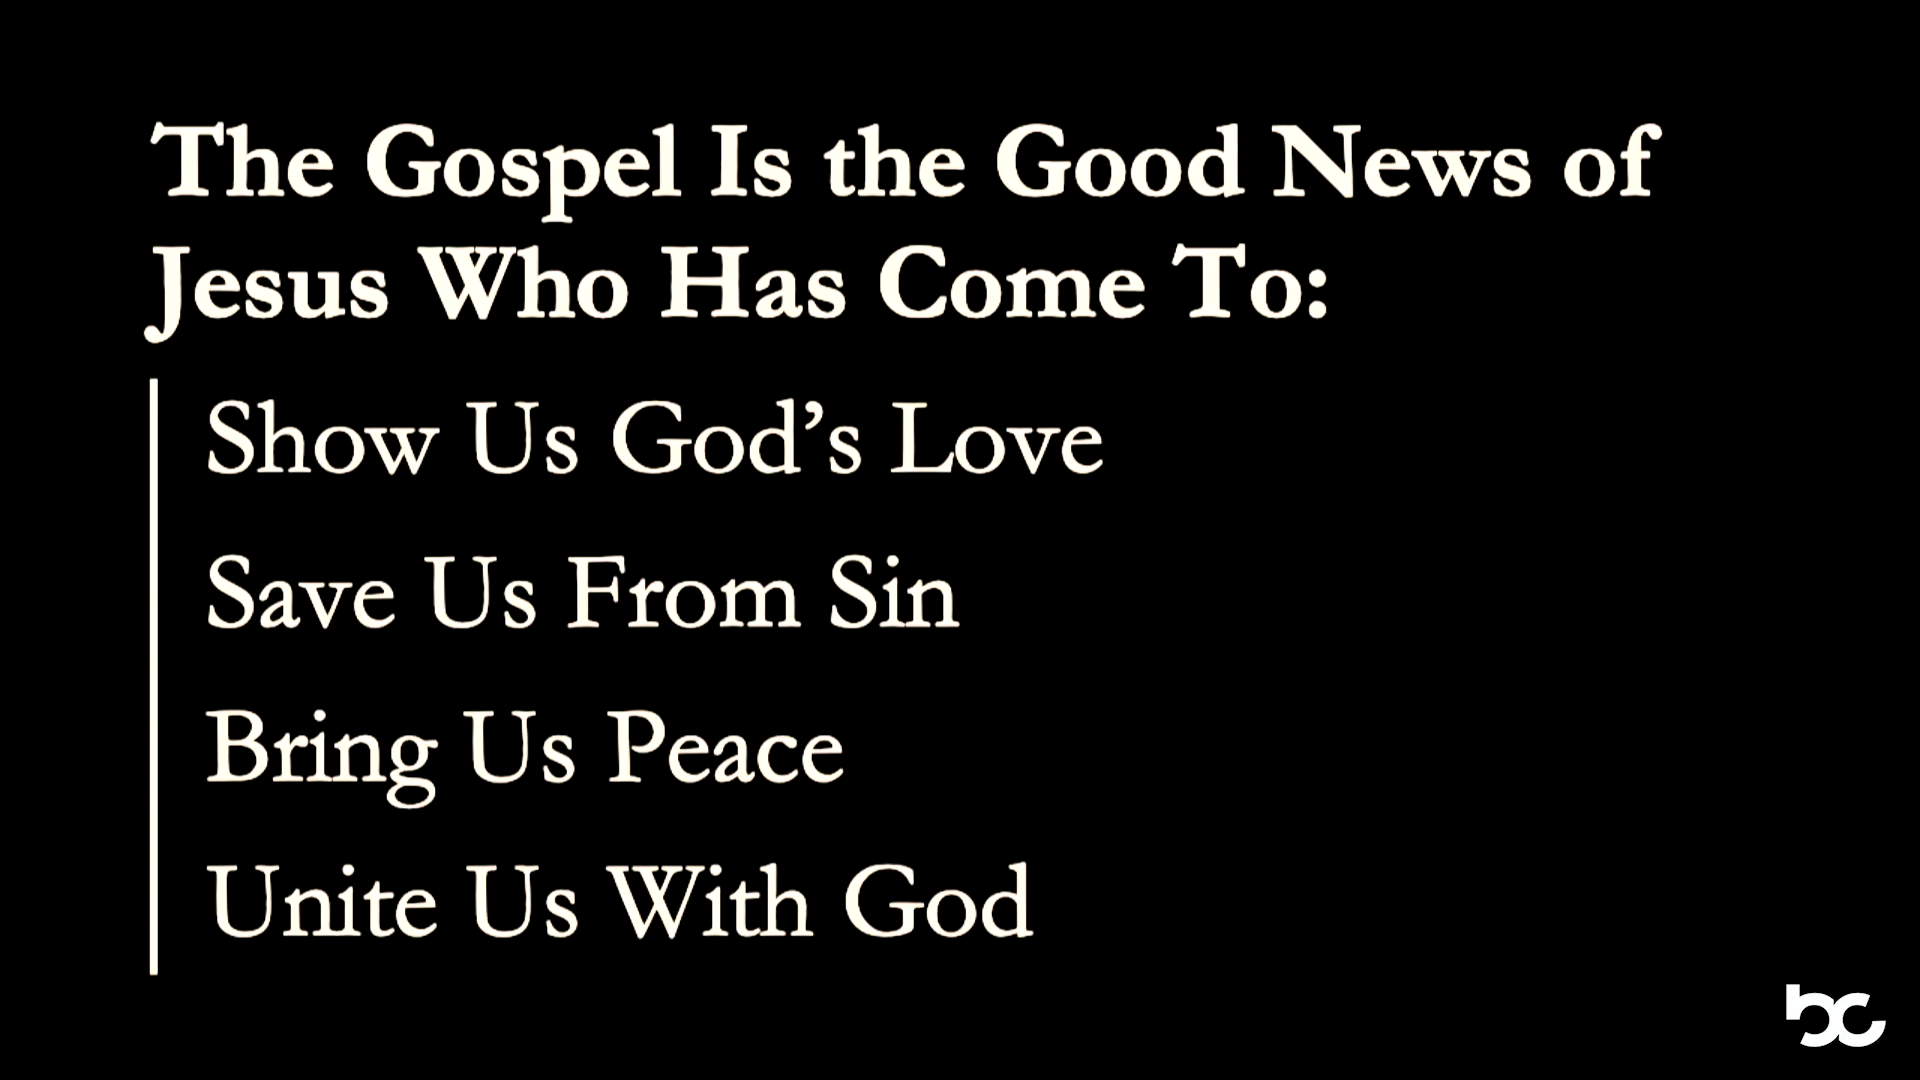 The Gospel Is the Good News of
Jesus Who Has Come To:
Show Us God’s Love
Save Us From Sin
Bring Us Peace
Unite Us With God
bc